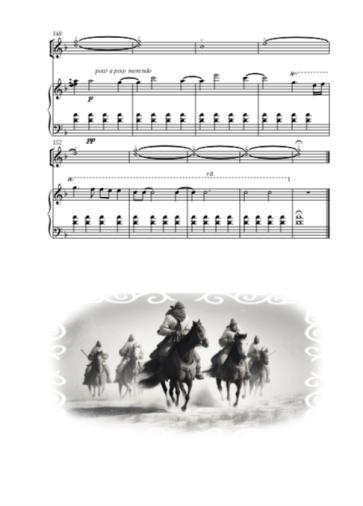 148
poco a poco morendo
8va
p
152
pp
rit.
8va